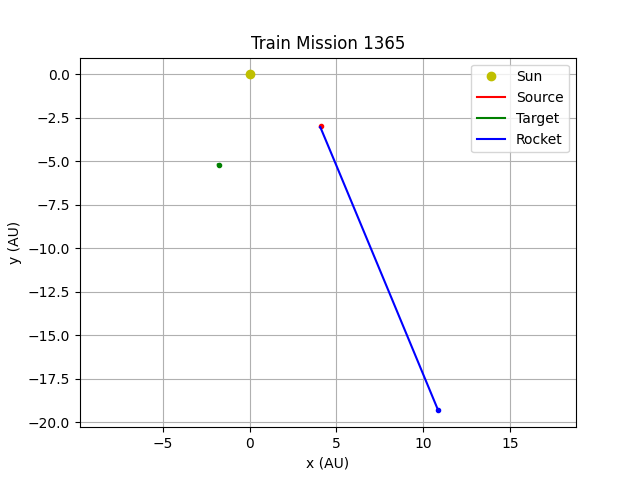 Train Mission 1365
Sun
Source
Target
Rocket
0.0
−2.5
−5.0
−7.5
−10.0
−12.5
−15.0
−17.5
−20.0
y (AU)
−5
0
5
10
15
x (AU)